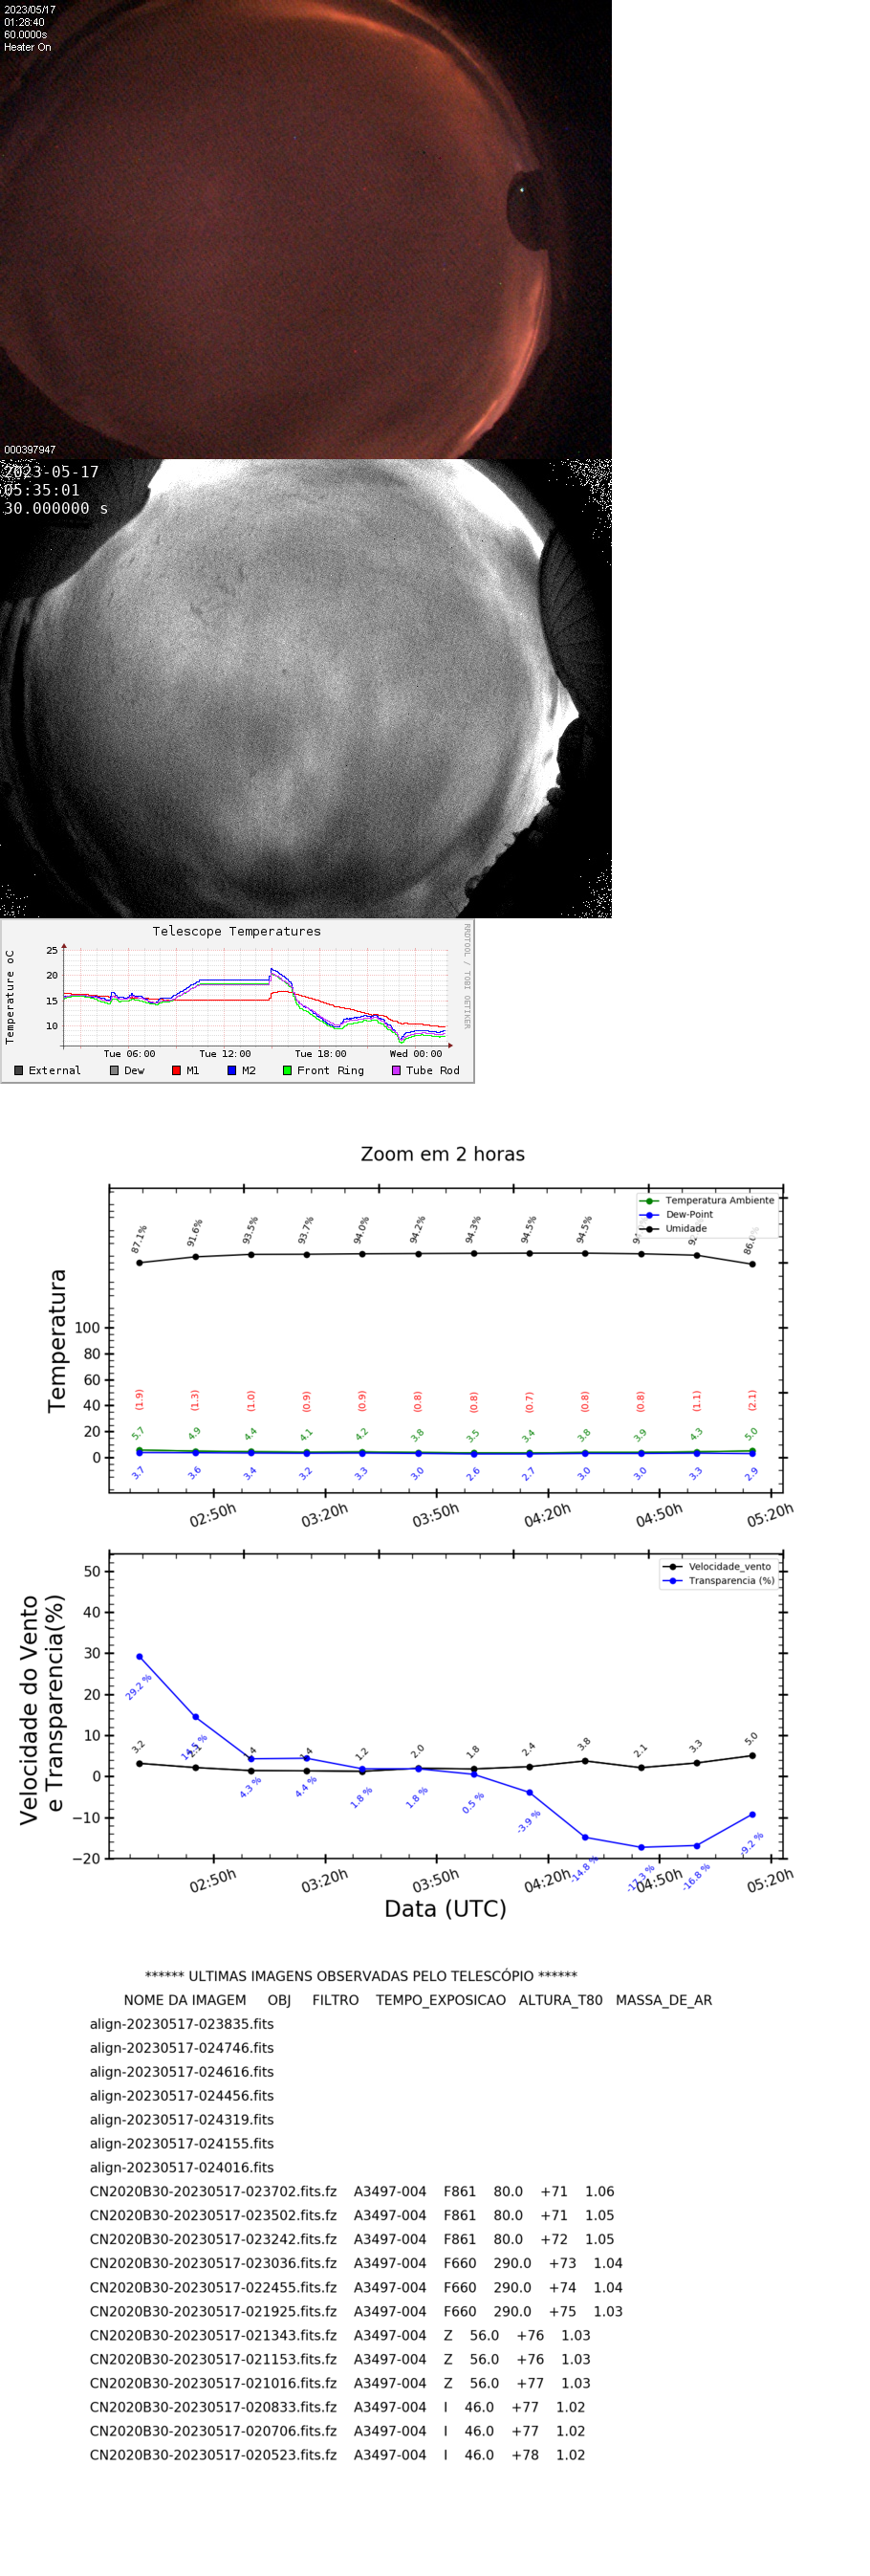 2023/05/17
01:28:40
60.0000s
Heater On
000397947
2023-05-17
05:35:01
30.000000 s
Telescope Temperatures
RRDTOOL / TOBI OETIKER
Temperature oC
25
20
15
10
Tue 06:00 Tue 12:00 Tue 18:00 Wed 00:00
External Dew M1 M2 Front Ring Tube Rod
Zoom em 2 horas
Temperatura Ambiente
Dew-Point
Umidade
87.1% 91.6% 93.5% 93.7% 94.0% 94.2% 94.3% 94.5% 94.5%
Temperatura
100
80
60
40
20
0
(1.9) (1.3) (1.0) (0.9) (0.9) (0.8) (0.8) (0.7) (0.8) (0.8) (1.1) (2.1)
5.7 4.9 4.4 4.1 4.2 3.8 3.5 3.4 3.8 3.9 4.3 5.0
3.7 3.6 3.4 3.2 3.3 3.0 2.6 2.7 3.0 3.0 3.3 2.9
02:50h 03:20h 03:50h 04:20h 04:50h 05:20h
Velocidade_vento
Transparencia (%)
Velocidade do Vento
e Transparencia(%)
50
40
30
20
10
0
−10
−20
3.2 1.4 1.2 2.0 1.8 2.4 3.8 2.1 3.3 5.0
29.2 % 4.3 % 4.4 % 1.8 % 1.8 % 0.5 % -3.9 % -14.8 % -17.3 % -16.8 % -9.2 %
02:50h 03:20h 03:50h 04:20h 04:50h 05:20h
Data (UTC)
****** ULTIMAS IMAGENS OBSERVADAS PELO TELESCÓPIO ******
NOME DA IMAGEM OBJ FILTRO TEMPO_EXPOSICAO ALTURA_T80 MASSA_DE_AR
align-20230517-023835.fits
align-20230517-024746.fits
align-20230517-024616.fits
align-20230517-024456.fits
align-20230517-024319.fits
align-20230517-024155.fits
align-20230517-024016.fits
CN2020B30-20230517-023702.fits.fz A3497-004 F861 80.0 +71 1.06
CN2020B30-20230517-023502.fits.fz A3497-004 F861 80.0 +71 1.05
CN2020B30-20230517-023242.fits.fz A3497-004 F861 80.0 +72 1.05
CN2020B30-20230517-023036.fits.fz A3497-004 F660 290.0 +73 1.04
CN2020B30-20230517-022455.fits.fz A3497-004 F660 290.0 +74 1.04
CN2020B30-20230517-021925.fits.fz A3497-004 F660 290.0 +75 1.03
CN2020B30-20230517-021343.fits.fz A3497-004 Z 56.0 +76 1.03
CN2020B30-20230517-021153.fits.fz A3497-004 Z 56.0 +76 1.03
CN2020B30-20230517-021016.fits.fz A3497-004 Z 56.0 +77 1.03
CN2020B30-20230517-020833.fits.fz A3497-004 I 46.0 +77 1.02
CN2020B30-20230517-020706.fits.fz A3497-004 I 46.0 +77 1.02
CN2020B30-20230517-020523.fits.fz A3497-004 I 46.0 +78 1.02